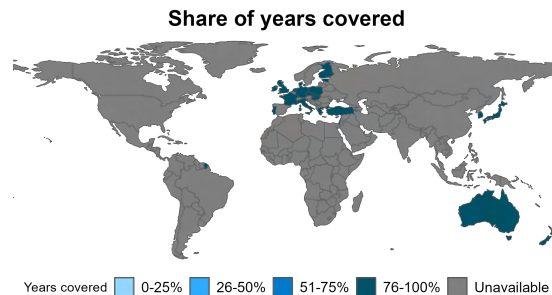 Share of years covered
Years covered 0-25% 26-50% 51-75% 76-100% Unavailable